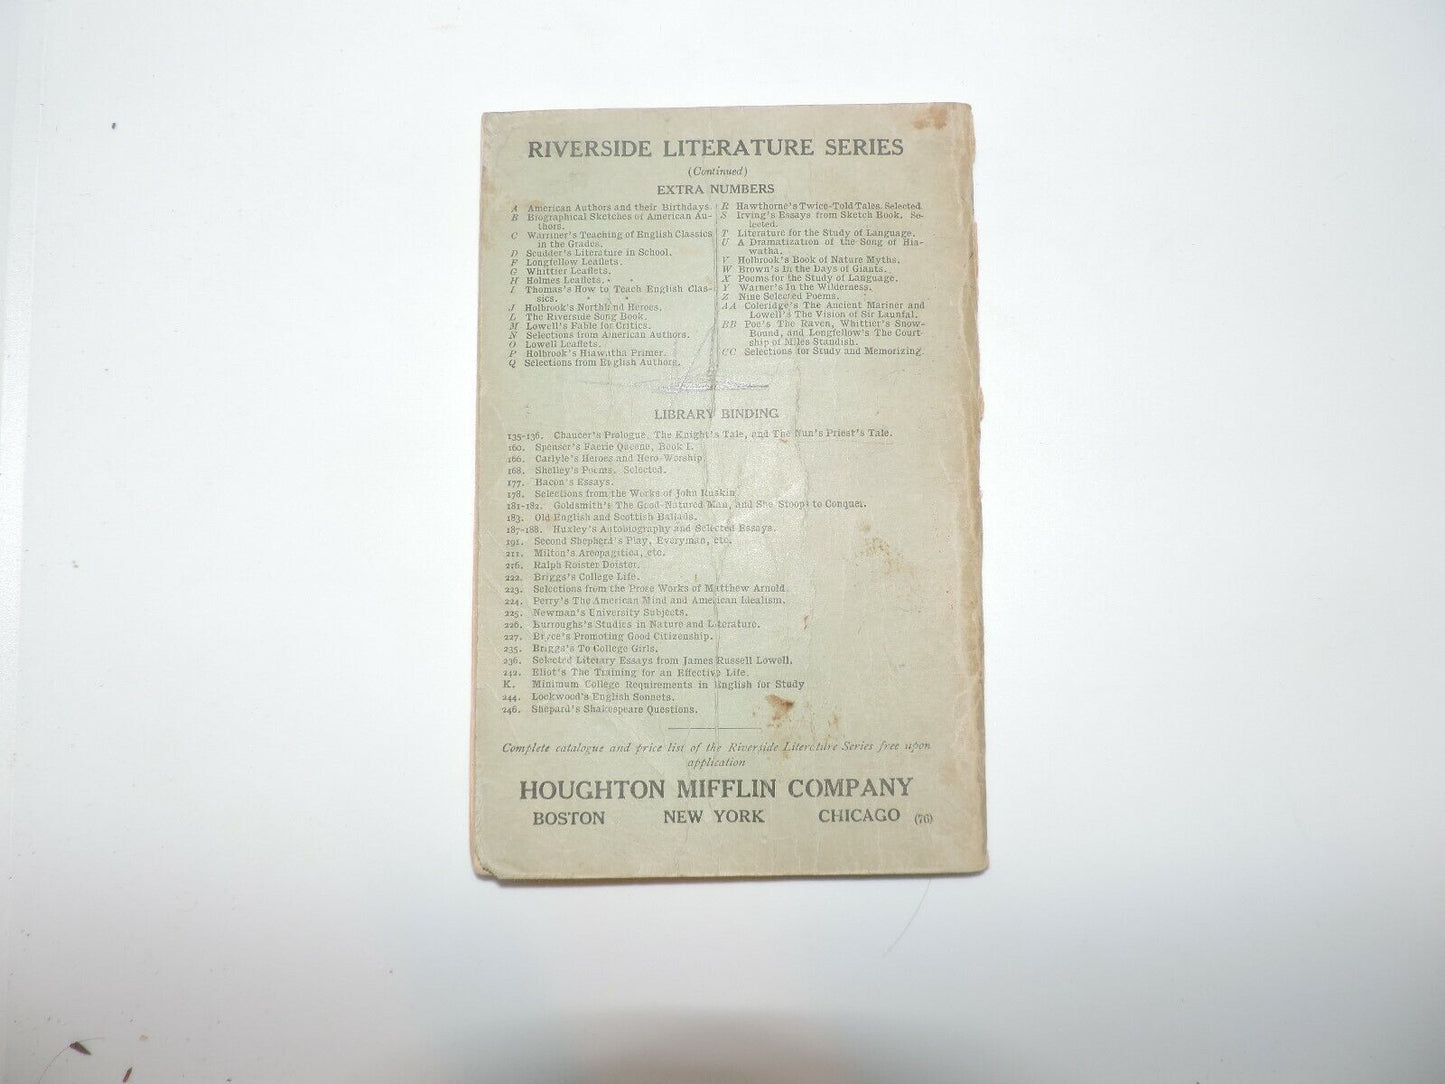 RIVERSIDE LITERATURE SERIES
(Continued)
EXTRA NUMBERS
A American Authors and their Birthdays.
B Biographical Sketches of American Au-
thors.
C Warriner's Teaching of English Classics
in the Grades.
D Scudder's Literature in School.
F Longfellow Leaflets.
G Whittier Leaflets.
H Holmes Leaflets.
I Thomas's How to Teach English Clas-
sics.
J Holbrook's Northland Heroes.
L The Riverside Song Book.
M Lowell's Fable for Critics.
N Selections from American Authors.
O Lowell Leaflets.
P Holbrook's Hiawatha Primer.
Q Selections from English Authors.
R Hawthorne's Twice-Told Tales. Selected.
S Irving's Essays from Sketch Book. Se-
lected.
T Literature for the Study of Language.
U A Dramatization of the Song of Hia-
watha.
V Holbrook's Book of Nature Myths.
W Brown's In the Days of Giants.
X Poems for the Study of Language.
Y Warner's In the Wilderness.
Z Nine Selected Poems.
AA Coleridge's The Ancient Mariner and
Lowell's The Vision of Sir Launfal.
BB Poe's The Raven, Whittier's Snow-
Bound, and Longfellow's The Court
ship of Miles Standish.
CC Selections for Study and Memorizing.
LIBRARY BINDING
135-136. Chaucer's Prologue, The Knight's Tale, and The Nun's Priest's Tale.
160. Spenser's Faerie Queene, Book I.
166. Carlyle's Heroes and Hero-Worship.
168. Shelley's Poems. Selected.
177. Bacon's Essays.
178. Selections from the Works of John Ruskin
181-182. Goldsmith's The Good-Natured Man, and She Stoops to Conquer.
183. Old English and Scottish Ballads.
187-188. Huxley's Autobiography and Selected Essays.
191. Second Shepherd's Play, Everyman, etc.
211. Milton's Areopagitica, etc.
216. Ralph Roister Doister.
222. Briggs's College Life.
223. Selections from the Prose Works of Matthew Arnold.
224. Perry's The American Mind and American Idealism.
225. Newman's University Subjects.
226. Burroughs's Studies in Nature and Literature.
227. Bryce's Promoting Good Citizenship.
235. Briggs's To College Girls.
236. Selected Literary Essays from James Russell Lowell.
242. Eliot's The Training for an Effective Life.
K. Minimum College Requirements in English for Study
244. Lockwood's English Sonnets.
246. Shepard's Shakespeare Questions.
Complete catalogue and price list of the Riverside Literature Series free upon
application
HOUGHTON MIFFLIN COMPANY
BOSTON NEW YORK CHICAGO (76)